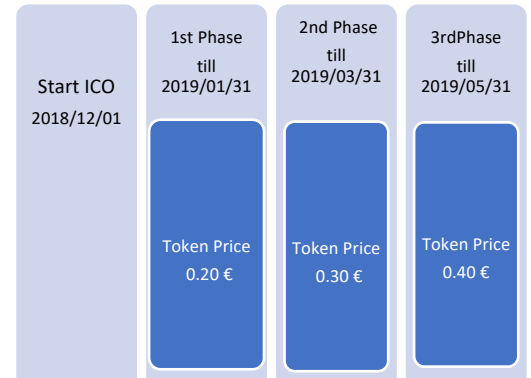 Start ICO
2018/12/01
1st Phase
till
2019/01/31
Token Price
0.20 €
2nd Phase
till
2019/03/31
Token Price
0.30 €
3rdPhase
till
2019/05/31
Token Price
0.40 €